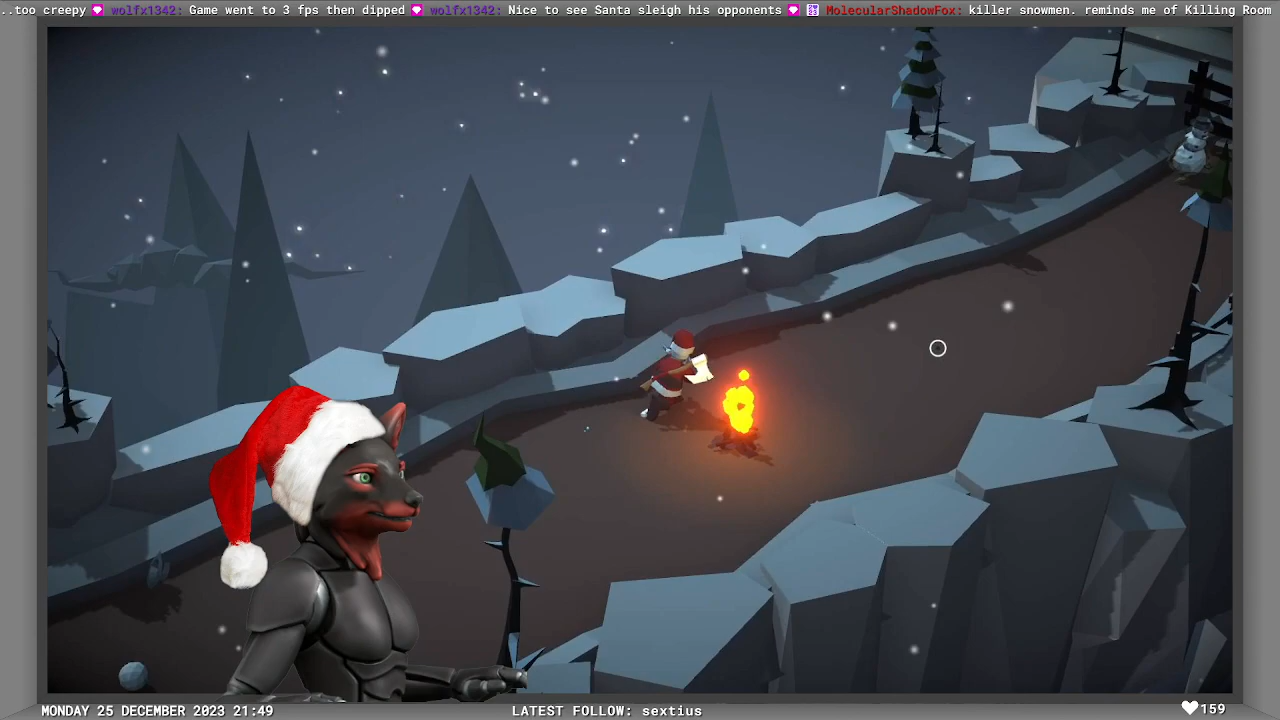 ..too creepy wolfx1342: Game went to 3 fps then dipped wolfx1342: Nice to see Santa sleigh his opponents MolecularShadowFox: killer snowmen. reminds me of Killing Room
MONDAY 25 DECEMBER 2023 21:49 LATEST FOLLOW: sextius 159